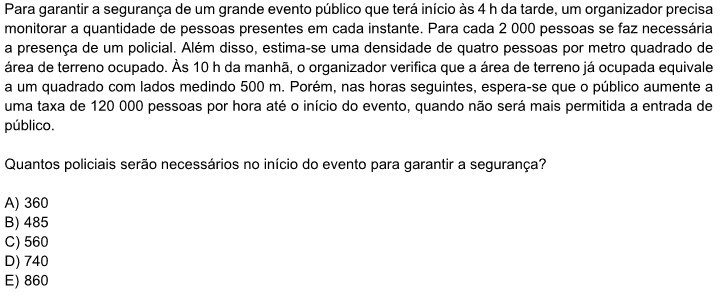 Para garantir a segurança de um grande evento público que terá início às 4 h da tarde, um organizador precisa
monitorar a quantidade de pessoas presentes em cada instante. Para cada 2 000 pessoas se faz necessária
a presença de um policial. Além disso, estima-se uma densidade de quatro pessoas por metro quadrado de
área de terreno ocupado. Às 10 h da manhã, o organizador verifica que a área de terreno já ocupada equivale
a um quadrado com lados medindo 500 m. Porém, nas horas seguintes, espera-se que o público aumente a
uma taxa de 120 000 pessoas por hora até o início do evento, quando não será mais permitida a entrada de
público.
Quantos policiais serão necessários no início do evento para garantir a segurança?
A) 360
B) 485
C) 560
D) 740
E) 860